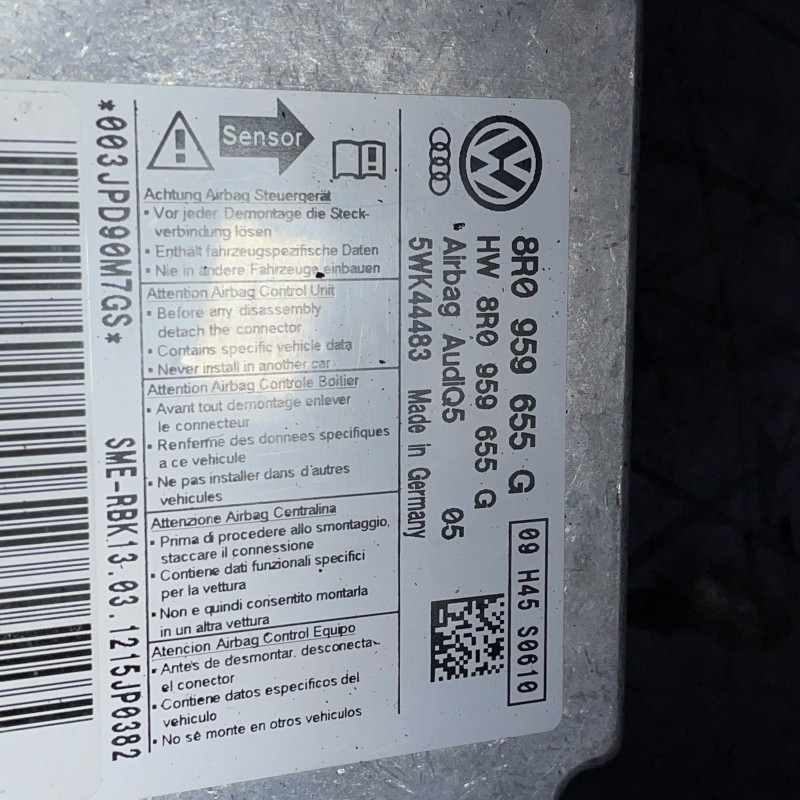 8R0 959 655 G
HW 8R0 959 655 G
Airbag AudiQ5 05
5WK44483 Made in Germany
09 H45 S0610
Sensor
Achtung Airbag Steuergerät
▪ Vor jeder Demontage die Steck-
verbindung lösen
▪ Enthält fahrzeugspezifische Daten
▪ Nie in andere Fahrzeuge einbauen
Attention Airbag Control Unit
▪ Before any disassembly
detach the connector
▪ Contains specific vehicle data
▪ Never install in another car
Attention Airbag Controle Boitier
▪ Avant tout demontage enlever
le connecteur
▪ Renferme des donnees specifiques
a ce vehicule
▪ Ne pas installer dans d'autres
vehicules
Attenzione Airbag Centralina
▪ Prima di procedere allo smontaggio,
staccare il connessione
▪ Contiene dati funzionali specifici
per la vettura
▪ Non e quindi consentito montarla
in un altra vettura
Atencion Airbag Control Equipo
▪ Antes de desmontar. desconecta
el conector
▪ Contiene datos especificos del
vehiculo
▪ No sé monte en otros vehiculos
*003JPD90M7GS*
SME-RBK13.03.1215JP0382